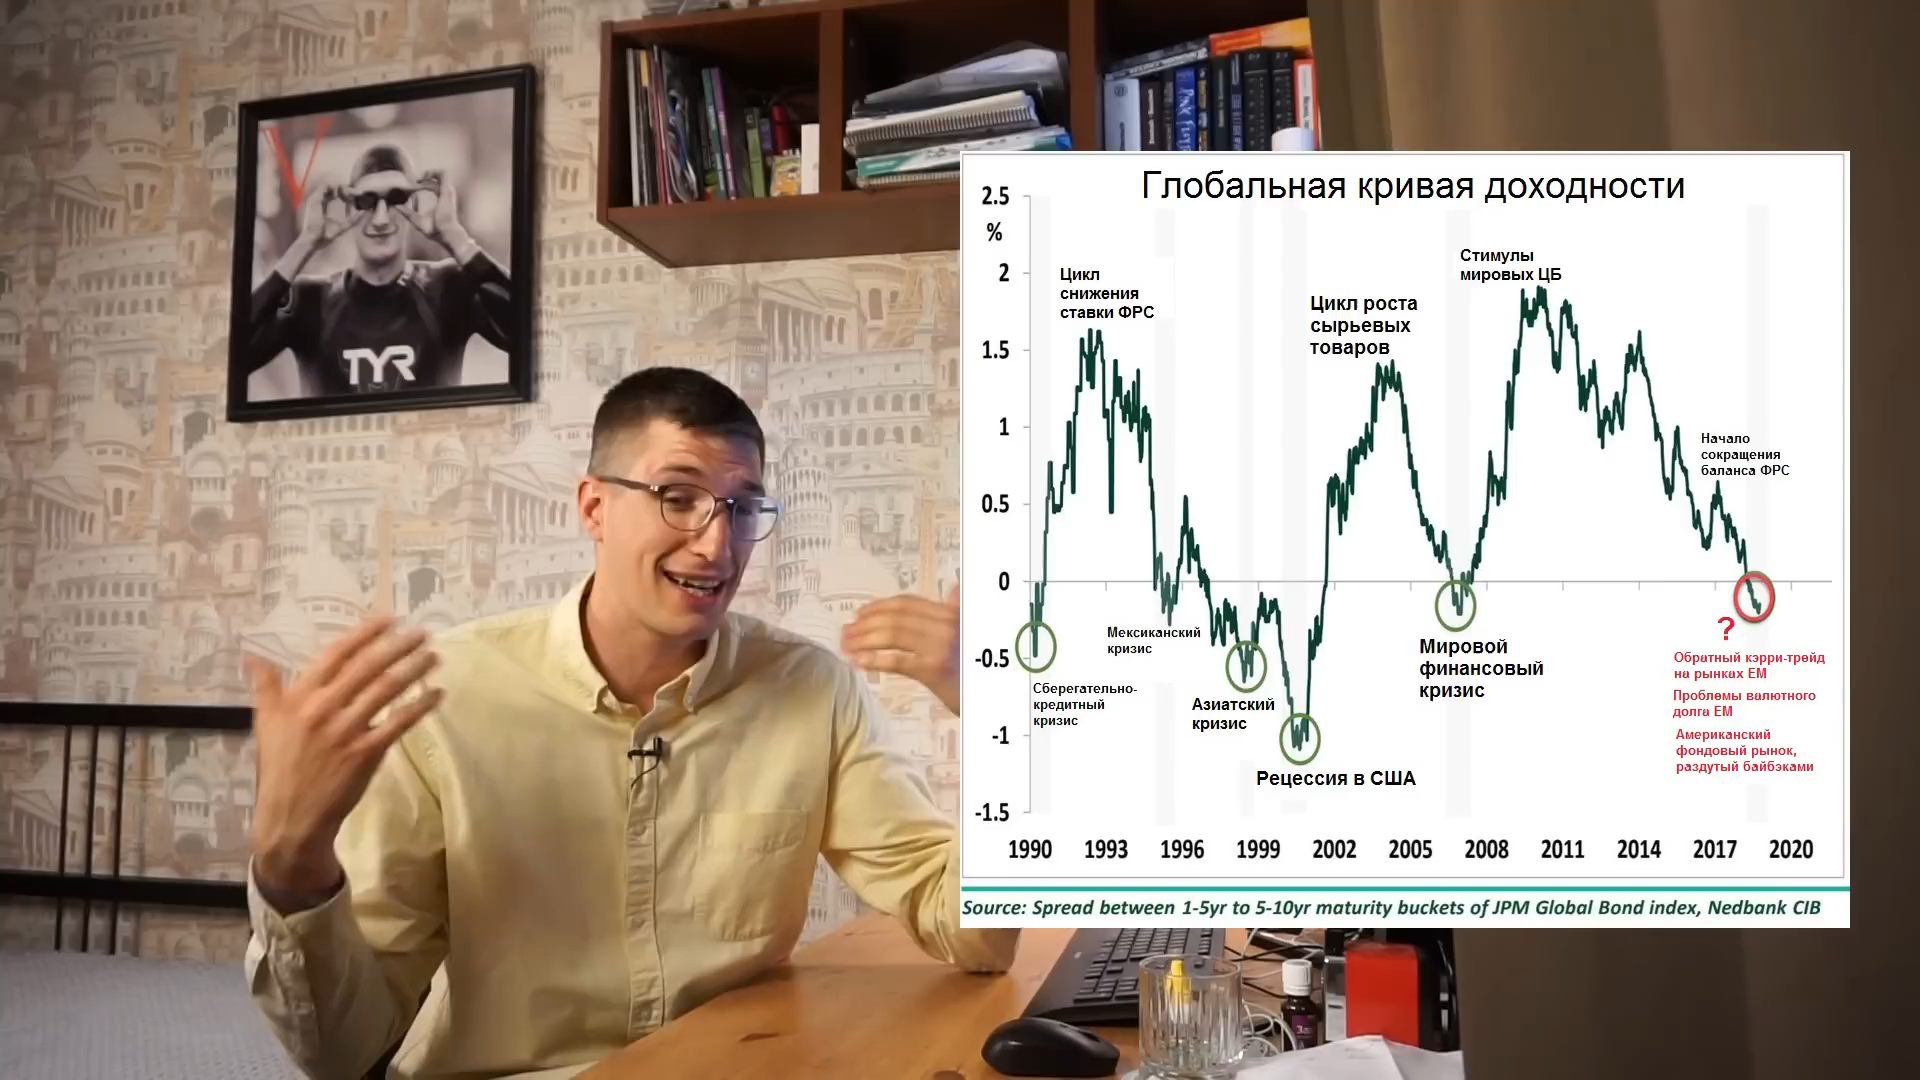 TYR
PINK FLOYD
Глобальная кривая доходности
2.5
%
2
1.5
1
0.5
0
-0.5
-1
-1.5
Цикл
снижения
ставки ФРС
Цикл роста
сырьевых
товаров
Стимулы
мировых ЦБ
Начало
сокращения
баланса ФРС
Мексиканский
кризис
Сберегательно-
кредитный
кризис
Азиатский
кризис
Рецессия в США
Мировой
финансовый
кризис
?
Обратный кэрри-трейд
на рынках ЕМ
Проблемы валютного
долга ЕМ
Американский
фондовый рынок,
раздутый байбэками
1990 1993 1996 1999 2002 2005 2008 2011 2014 2017 2020
Source: Spread between 1-5yr to 5-10yr maturity buckets of JPM Global Bond index, Nedbank CIB